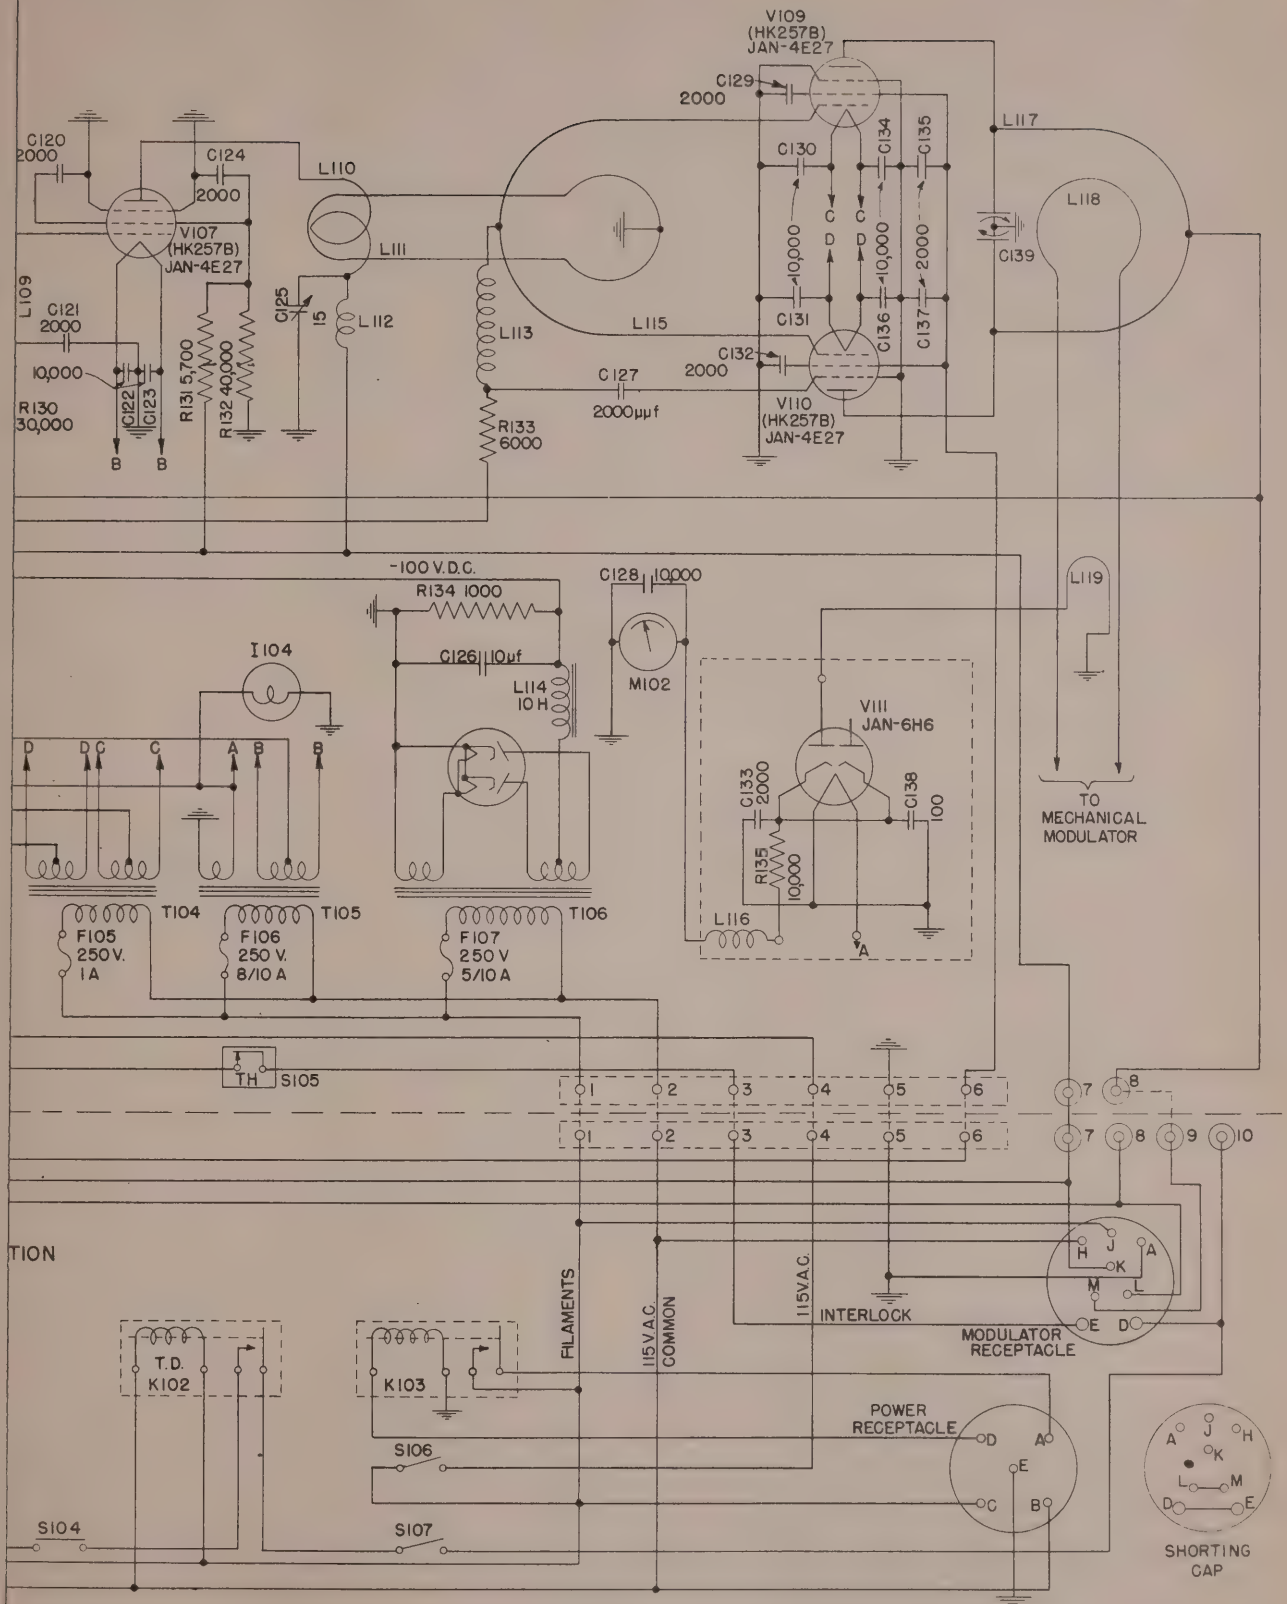 V109
(HK257B)
JAN-4E27
C129
2000
C120
2000
C124
2000
V107
(HK257B)
JAN-4E27
L110
L111
L109
C121
2000
10,000
C122
C123
R130
30,000
B
B
R131 5,700
R132 40,000
C125
15
L112
L113
L115
C127
2000µµf
R133
6000
C130
10,000
C131
C132
2000
C
D
C
D
C134
10,000
C136
C135
2000
C137
V110
(HK257B)
JAN-4E27
L117
L118
C139
-100 V.D.C.
R134 1000
C126
10µf
L114
10 H
C128
10,000
M102
L119
V111
JAN-6H6
C133
2000
C138
100
R135
10,000
L116
A
TO
MECHANICAL
MODULATOR
I104
D
D
C
C
A
B
B
T104
T105
T106
F105
250 V.
1 A
F106
250 V.
8/10 A
F107
250 V
5/10 A
TH
S105
1
2
3
4
5
6
7
8
1
2
3
4
5
6
7
8
9
10
TION
FILAMENTS
115 V.A.C.
COMMON
115V.A.C.
INTERLOCK
H
J
A
K
M
L
E
D
MODULATOR
RECEPTACLE
T.D.
K102
K103
POWER
RECEPTACLE
D
A
E
C
B
S106
S104
S107
A
J
H
K
L
M
D
E
SHORTING
CAP